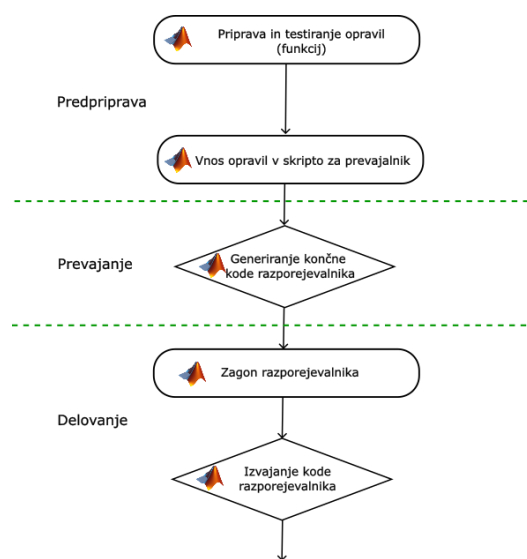 Priprava in testiranje opravil
(funkcij)
Predpriprava
Vnos opravil v skripto za prevajalnik
Generiranje končne
kode razporejevalnika
Prevajanje
Zagon razporejevalnika
Delovanje
Izvajanje kode
razporejevalnika